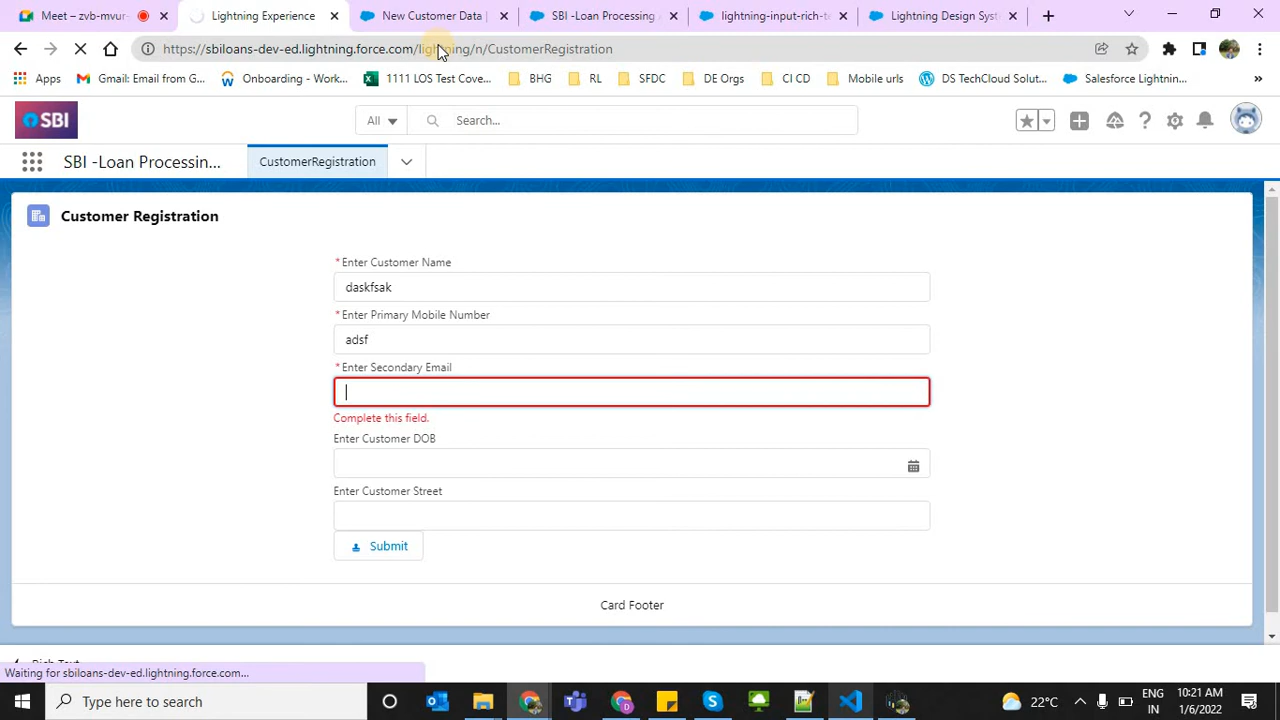 Meet – zvb-mvur
Lightning Experience
New Customer Data |
SBI -Loan Processing
lightning-input-rich-te
Lightning Design Syst
https://sbiloans-dev-ed.lightning.force.com/lightning/n/CustomerRegistration
Apps
Gmail: Email from G...
Onboarding - Work...
1111 LOS Test Cove...
BHG
RL
SFDC
DE Orgs
CI CD
Mobile urls
DS TechCloud Solut...
Salesforce Lightnin...
SBI
All
Search...
SBI -Loan Processin...
CustomerRegistration
Customer Registration
*Enter Customer Name
daskfsak
*Enter Primary Mobile Number
adsf
*Enter Secondary Email
Complete this field.
Enter Customer DOB
Enter Customer Street
Submit
Card Footer
Rich Text
Waiting for sbiloans-dev-ed.lightning.force.com...
Type here to search
22°C
ENG
IN
10:21 AM
1/6/2022